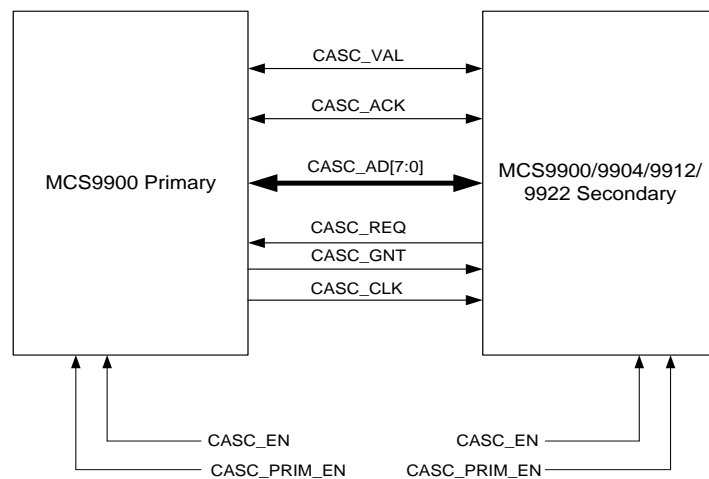 CASC_VAL
CASC_ACK
CASC_AD[7:0]
MCS9900 Primary
MCS9900/9904/9912/
9922 Secondary
CASC_REQ
CASC_GNT
CASC_CLK
CASC_EN
CASC_PRIM_EN
CASC_EN
CASC_PRIM_EN